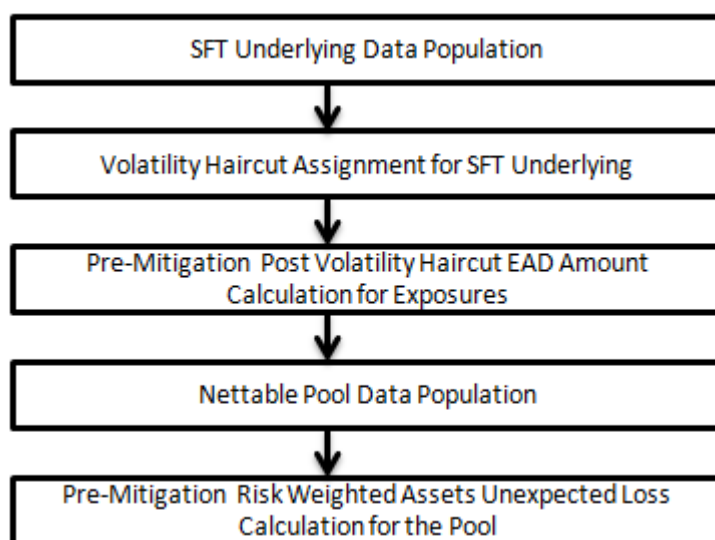 SFT Underlying Data Population
Volatility Haircut Assignment for SFT Underlying
Pre-Mitigation Post Volatility Haircut EAD Amount
Calculation for Exposures
Nettable Pool Data Population
Pre-Mitigation Risk Weighted Assets Unexpected Loss
Calculation for the Pool